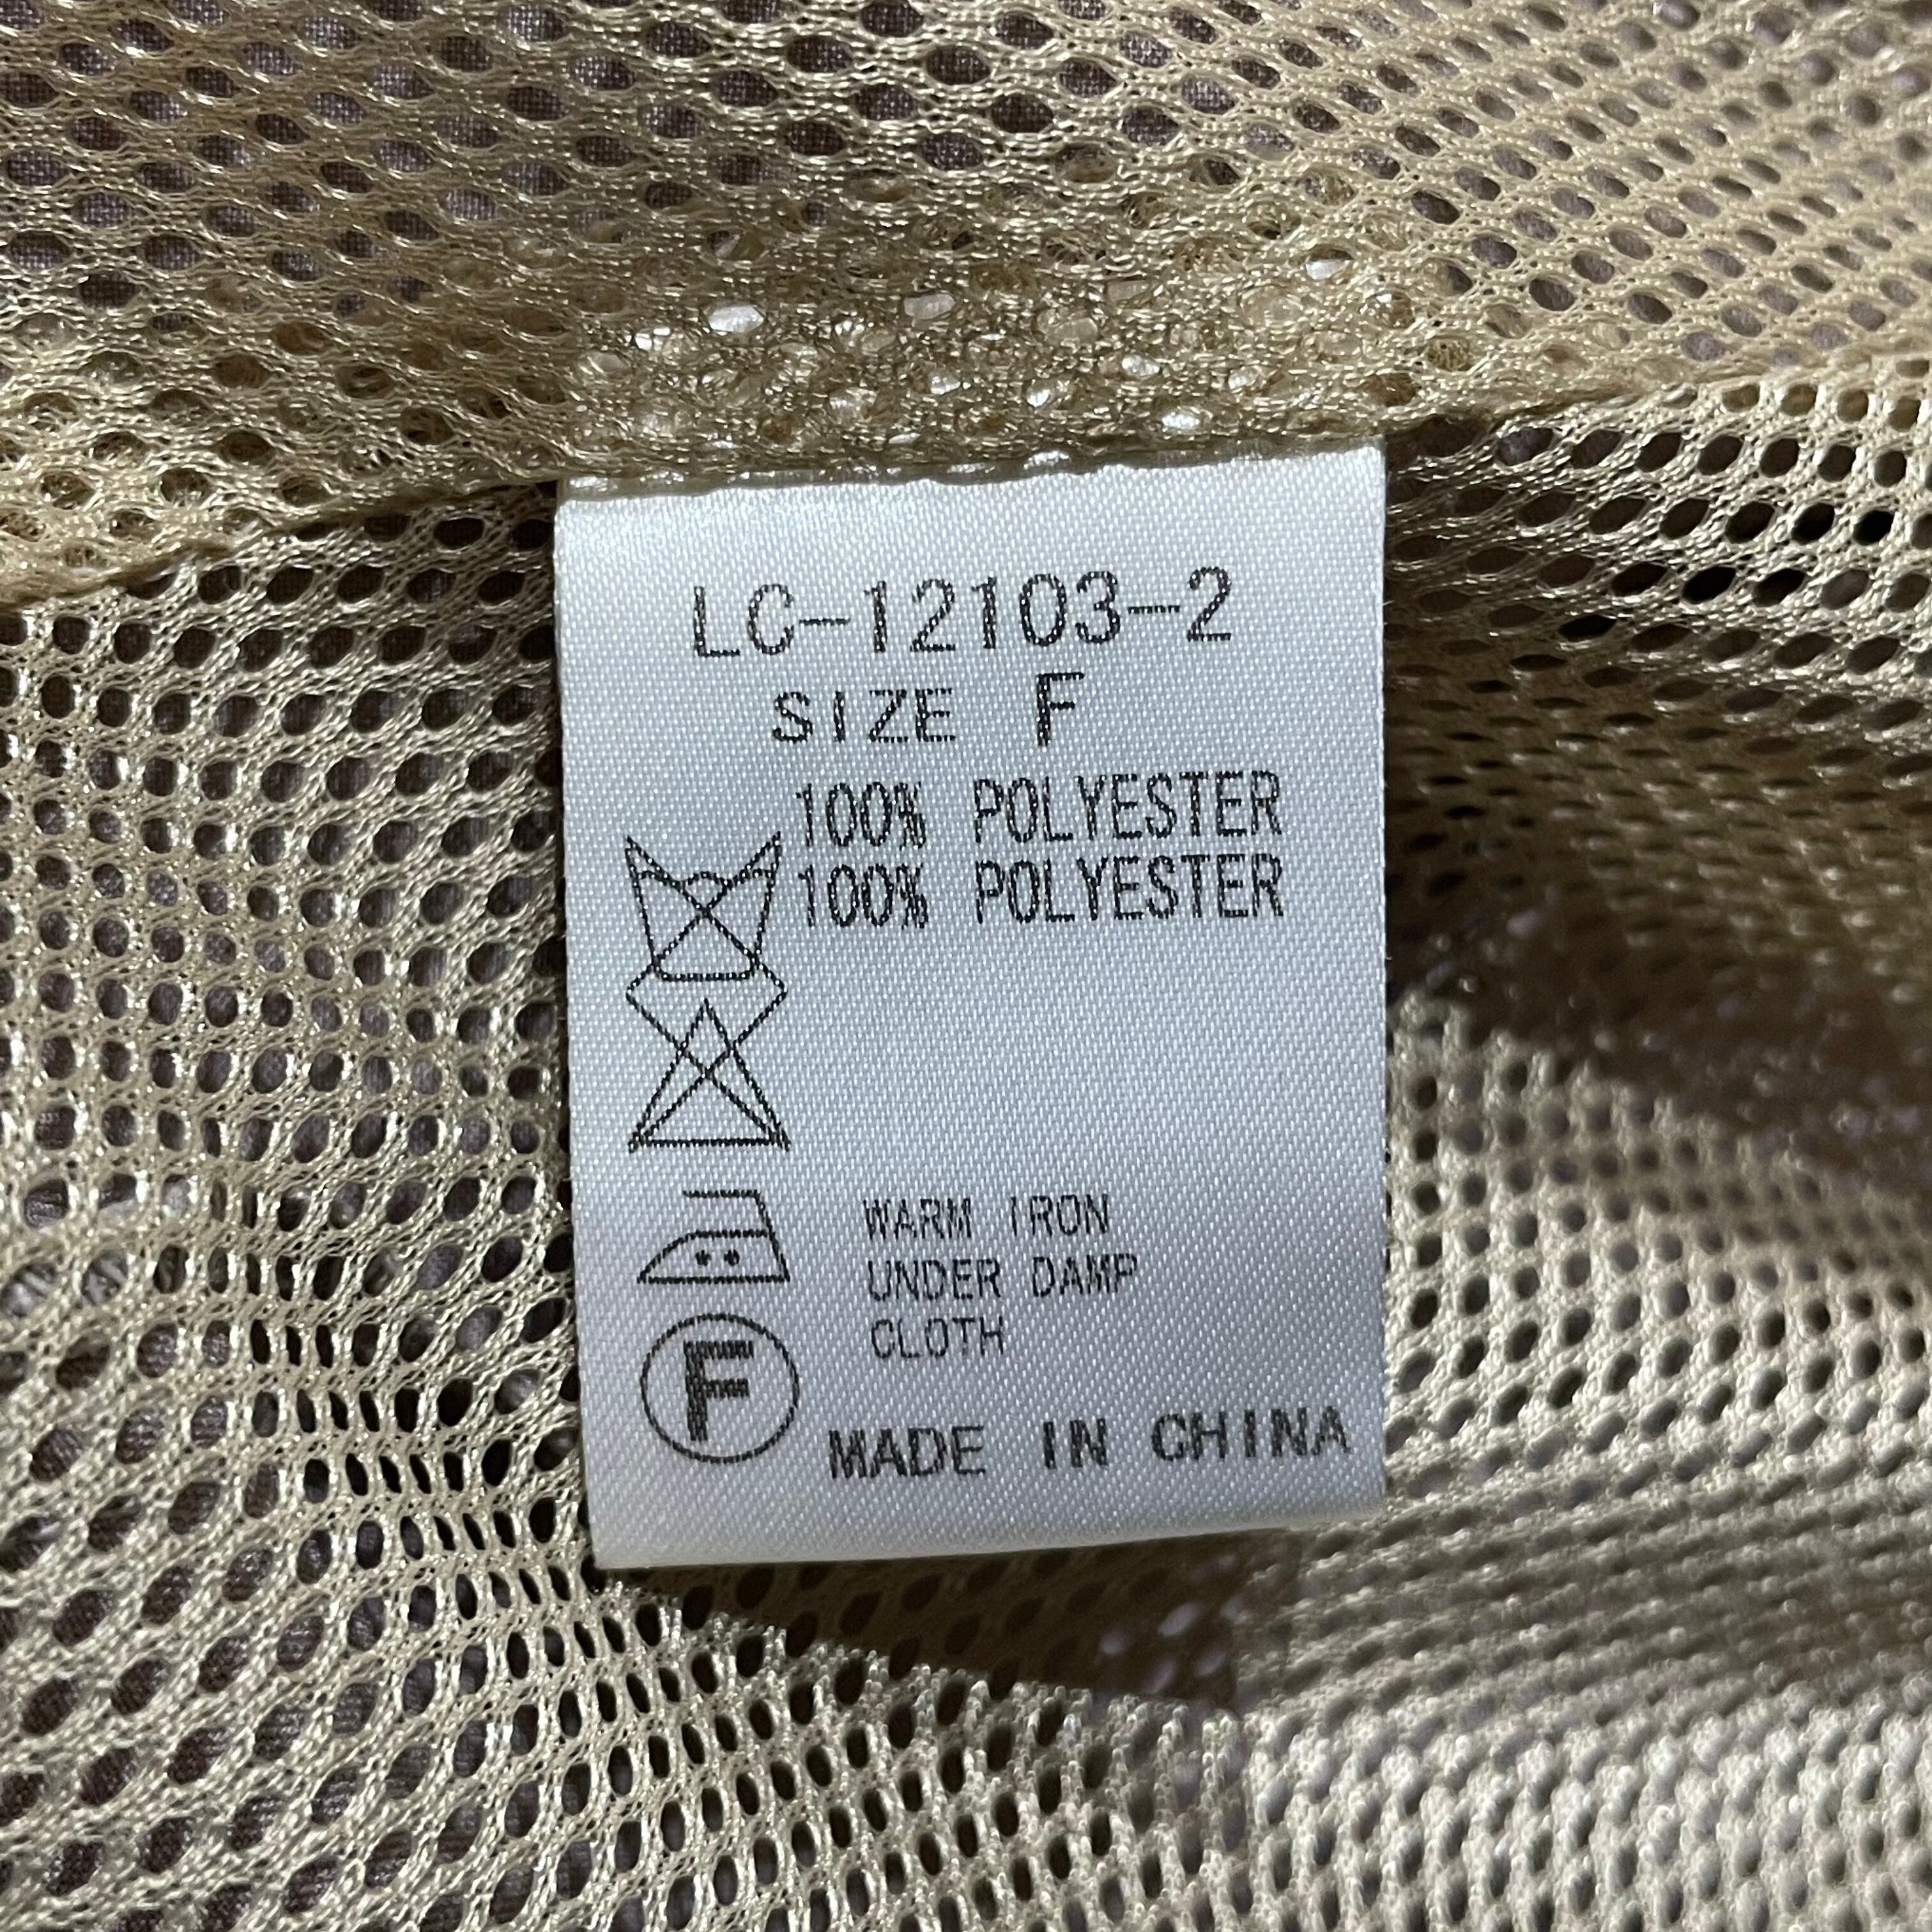 LC-12103-2
SIZE F
100% POLYESTER
100% POLYESTER
WARM IRON
UNDER DAMP
CLOTH
F
MADE IN CHINA